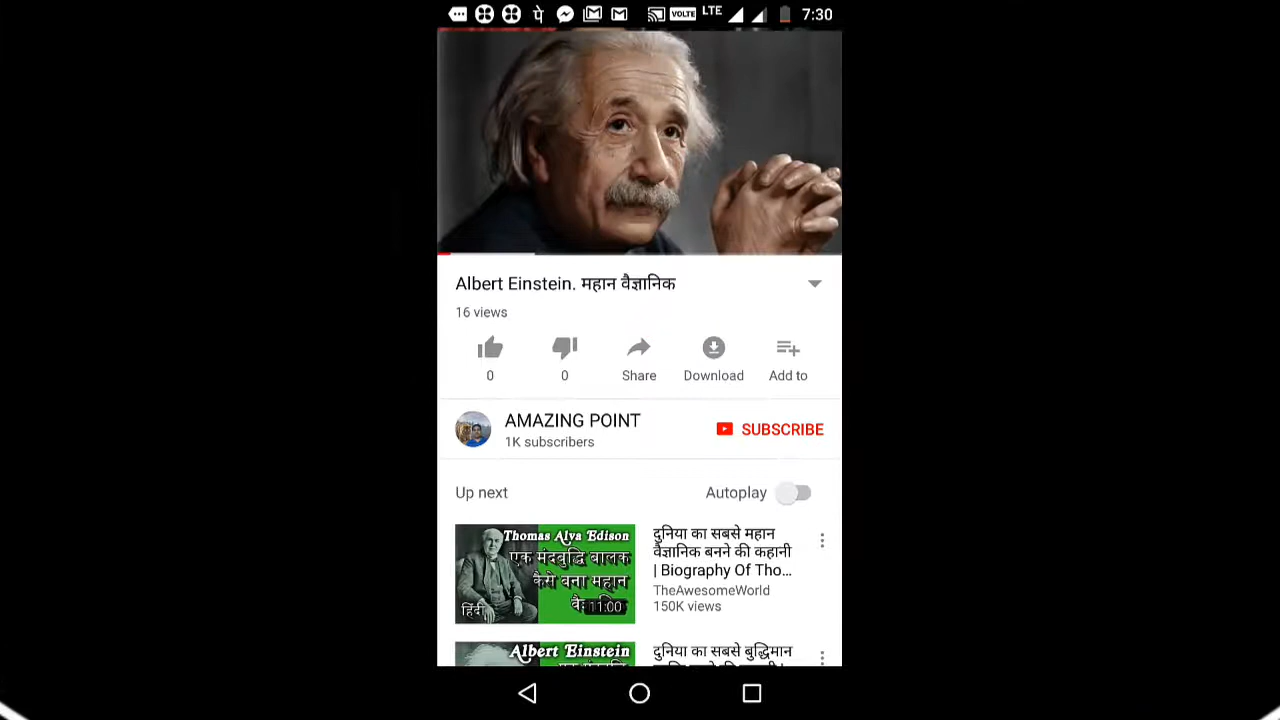 LTE 7:30
VOLTE
Albert Einstein. महान वैज्ञानिक
16 views
0
0
Share
Download
Add to
AMAZING POINT
1K subscribers
SUBSCRIBE
Up next
Autoplay
Thomas Alva Edison
एक मंदबुद्धि बालक
कैसे बना महान
हिंदी
11:00
दुनिया का सबसे महान
वैज्ञानिक बनने की कहानी
| Biography Of Tho...
TheAwesomeWorld
150K views
Albert Einstein
दुनिया का सबसे बुद्धिमान